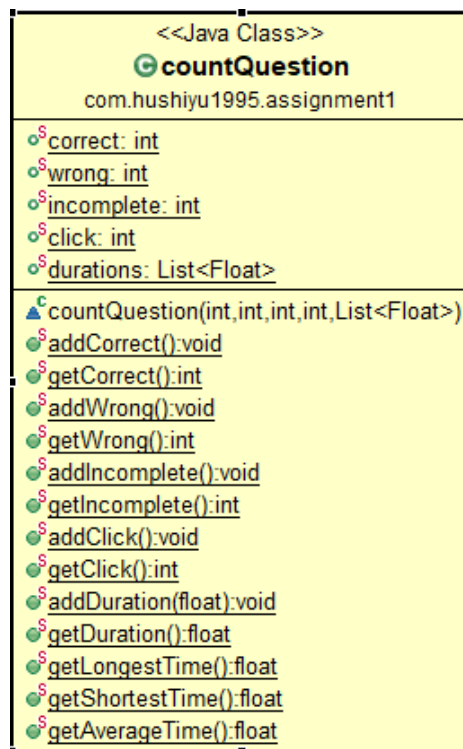 <<Java Class>>
C countQuestion
com.hushiyu1995.assignment1
S correct: int
S wrong: int
S incomplete: int
S click: int
S durations: List<Float>
C countQuestion(int,int,int,int,List<Float>)
S addCorrect():void
S getCorrect():int
S addWrong():void
S getWrong():int
S addIncomplete():void
S getIncomplete():int
S addClick():void
S getClick():int
S addDuration(float):void
S getDuration():float
S getLongestTime():float
S getShortestTime():float
S getAverageTime():float